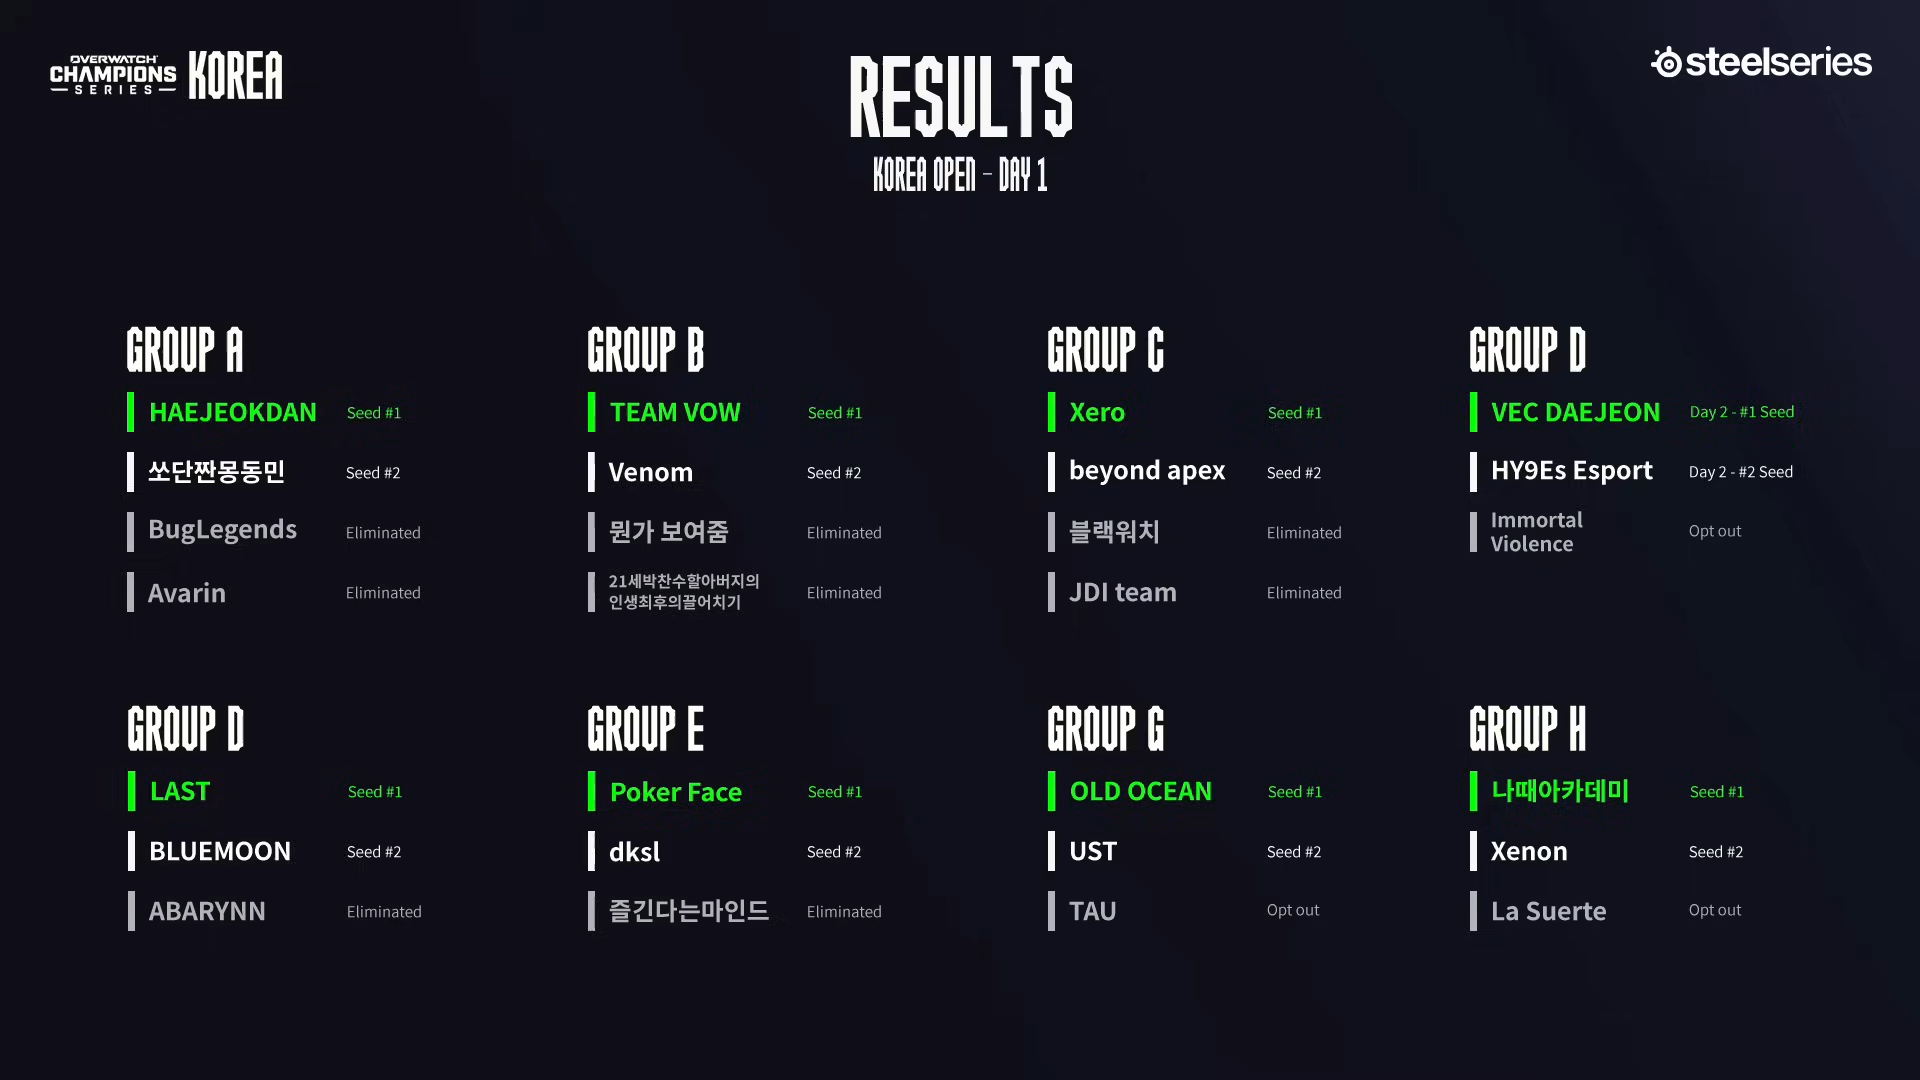 OVERWATCH
CHAMPIONS
SERIES
KOREA
RESULTS
KOREA OPEN - DAY 1
steelseries
GROUP A
HAEJEOKDAN Seed #1
쏘단짠몽동민 Seed #2
BugLegends Eliminated
Avarin Eliminated
GROUP B
TEAM VOW Seed #1
Venom Seed #2
뭔가 보여줌 Eliminated
21세박찬수할아버지의
인생최후의끌어치기 Eliminated
GROUP C
Xero Seed #1
beyond apex Seed #2
블랙워치 Eliminated
JDI team Eliminated
GROUP D
VEC DAEJEON Day 2 - #1 Seed
HY9Es Esport Day 2 - #2 Seed
Immortal
Violence Opt out
GROUP D
LAST Seed #1
BLUEMOON Seed #2
ABARYNN Eliminated
GROUP E
Poker Face Seed #1
dksl Seed #2
즐긴다는마인드 Eliminated
GROUP G
OLD OCEAN Seed #1
UST Seed #2
TAU Opt out
GROUP H
나때아카데미 Seed #1
Xenon Seed #2
La Suerte Opt out